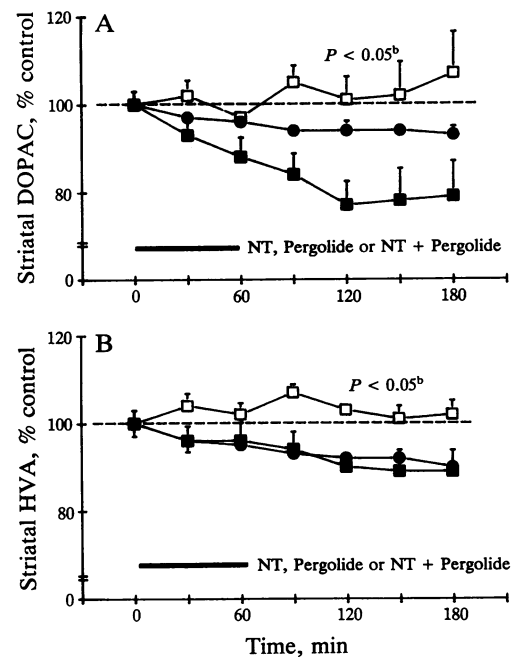 A
120
P < 0.05b
100
Striatal DOPAC, % control
80
NT, Pergolide or NT + Pergolide
0
0 60 120 180
B
120
P < 0.05b
100
Striatal HVA, % control
80
NT, Pergolide or NT + Pergolide
0
0 60 120 180
Time, min